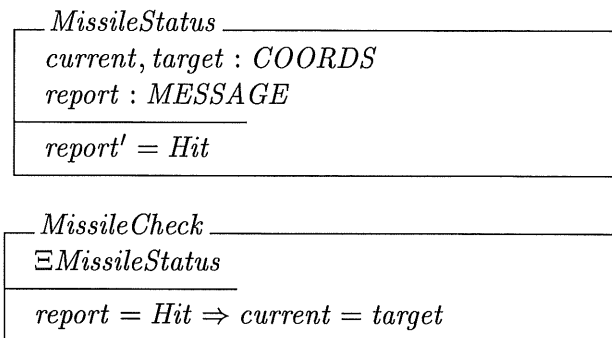 MissileStatus
current, target : COORDS
report : MESSAGE
report′ = Hit
MissileCheck
ΞMissileStatus
report = Hit ⇒ current = target